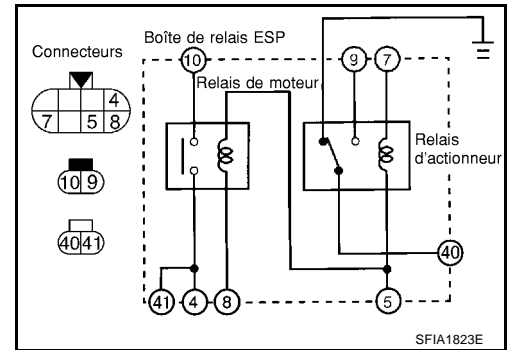 Connecteurs
Boîte de relais ESP
10
9
7
Relais de moteur
4
7 5 8
Relais
d'actionneur
10 9
40 41
40
41
4
8
5
SFIA1823E